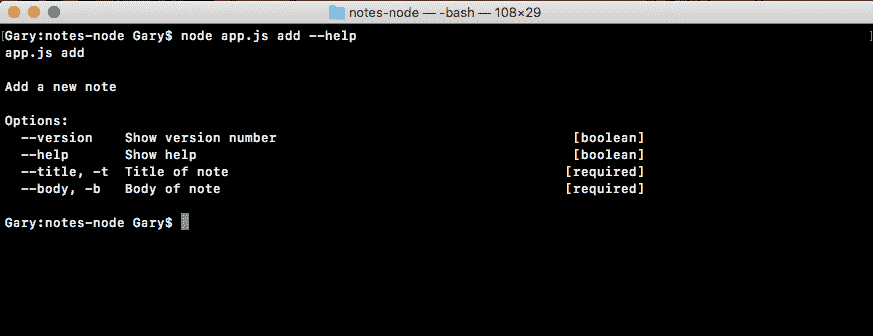 notes-node — -bash — 108×29
[Gary:notes-node Gary$ node app.js add --help ]
app.js add
Add a new note
Options:
--version Show version number [boolean]
--help Show help [boolean]
--title, -t Title of note [required]
--body, -b Body of note [required]
Gary:notes-node Gary$